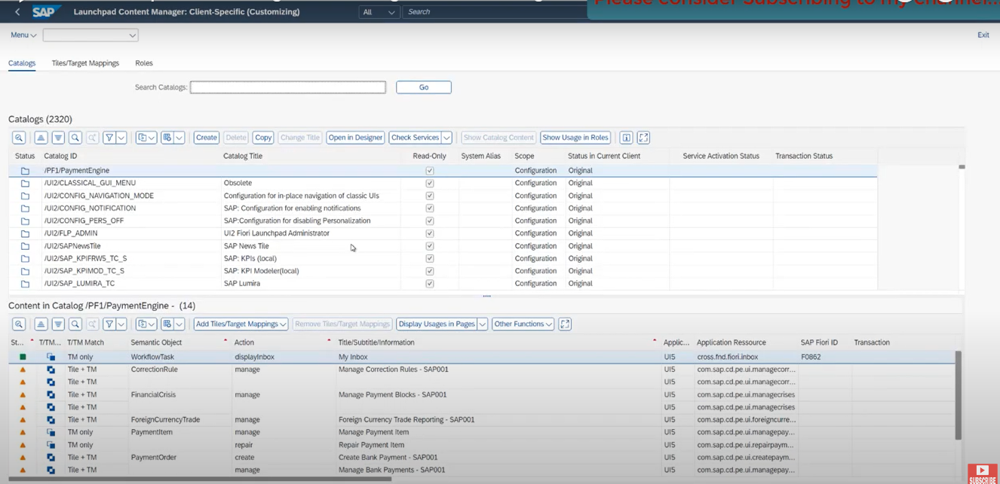 SAP Launchpad Content Manager: Client-Specific (Customizing) All Search
Please consider Subscribing to my channel...
Menu Exit
Catalogs Tiles/Target Mappings Roles
Search Catalogs: Go
Catalogs (2320)
Create Delete Copy Change Title Open in Designer Check Services Show Catalog Content Show Usage in Roles
Status Catalog ID Catalog Title Read-Only System Alias Scope Status in Current Client Service Activation Status Transaction Status
/PF1/PaymentEngine Configuration Original
/UI2/CLASSICAL_GUI_MENU Obsolete Configuration Original
/UI2/CONFIG_NAVIGATION_MODE Configuration for in-place navigation of classic UIs Configuration Original
/UI2/CONFIG_NOTIFICATION SAP: Configuration for enabling notifications Configuration Original
/UI2/CONFIG_PERS_OFF SAP:Configuration for disabling Personalization Configuration Original
/UI2/FLP_ADMIN UI2 Fiori Launchpad Administrator Configuration Original
/UI2/SAPNewsTile SAP News Tile Configuration Original
/UI2/SAP_KPIFRW5_TC_S SAP: KPIs (local) Configuration Original
/UI2/SAP_KPIMOD_TC_S SAP: KPI Modeler(local) Configuration Original
/UI2/SAP_LUMIRA_TC SAP Lumira Configuration Original
Content in Catalog /PF1/PaymentEngine - (14)
Add Tiles/Target Mappings Remove Tiles/Target Mappings Display Usages in Pages Other Functions
St... T/TM... T/TM Match Semantic Object Action Title/Subtitle/Information Applic... Application Ressource SAP Fiori ID Transaction
TM only WorkflowTask displayInbox My Inbox UI5 cross.fnd.fiori.inbox F0862
Tile + TM CorrectionRule manage Manage Correction Rules - SAP001 UI5 com.sap.cd.pe.ui.managecorr...
Tile + TM UI5 com.sap.cd.pe.ui.managecorr...
Tile + TM FinancialCrisis manage Manage Payment Blocks - SAP001 UI5 com.sap.cd.pe.ui.managecrises
Tile + TM UI5 com.sap.cd.pe.ui.managecrises
Tile + TM ForeignCurrencyTrade manage Foreign Currency Trade Reporting - SAP001 UI5 com.sap.cd.pe.ui.foreigncurre...
TM only PaymentItem manage Manage Payment Item UI5 com.sap.cd.pe.ui.managepay...
TM only repair Repair Payment Item UI5 com.sap.cd.pe.ui.repairpaym...
Tile + TM PaymentOrder create Create Bank Payment - SAP001 UI5 com.sap.cd.pe.ui.createpaym...
Tile + TM manage Manage Bank Payments - SAP001 UI5 com.sap.cd.pe.ui.managepay...
SUBSCRIBE